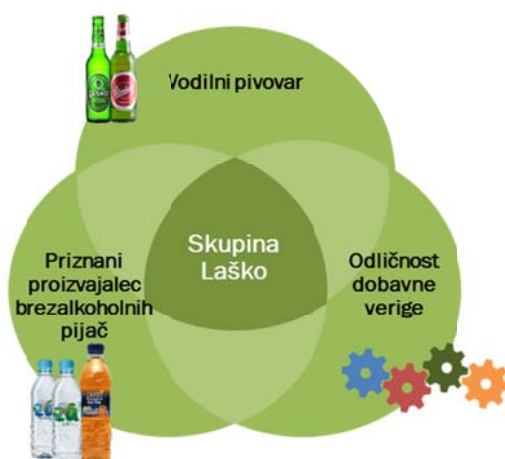 Vodilni pivovar
Skupina
Laško
Priznani
proizvajalec
brezalkoholnih
pijač
Odličnost
dobavne
verige